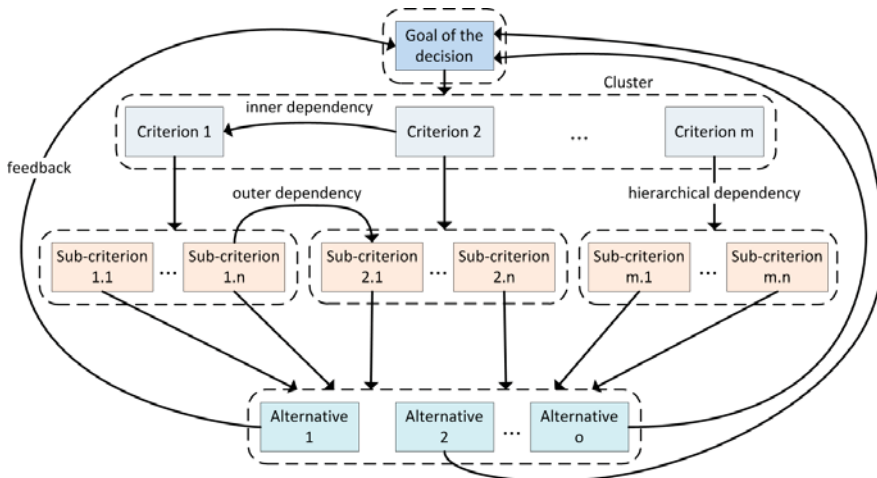 Goal of the
decision
Cluster
inner dependency
Criterion 1
Criterion 2
...
Criterion m
feedback
outer dependency
hierarchical dependency
Sub-criterion
1.1
...
Sub-criterion
1.n
Sub-criterion
2.1
...
Sub-criterion
2.n
Sub-criterion
m.1
...
Sub-criterion
m.n
Alternative
1
Alternative
2
...
Alternative
o